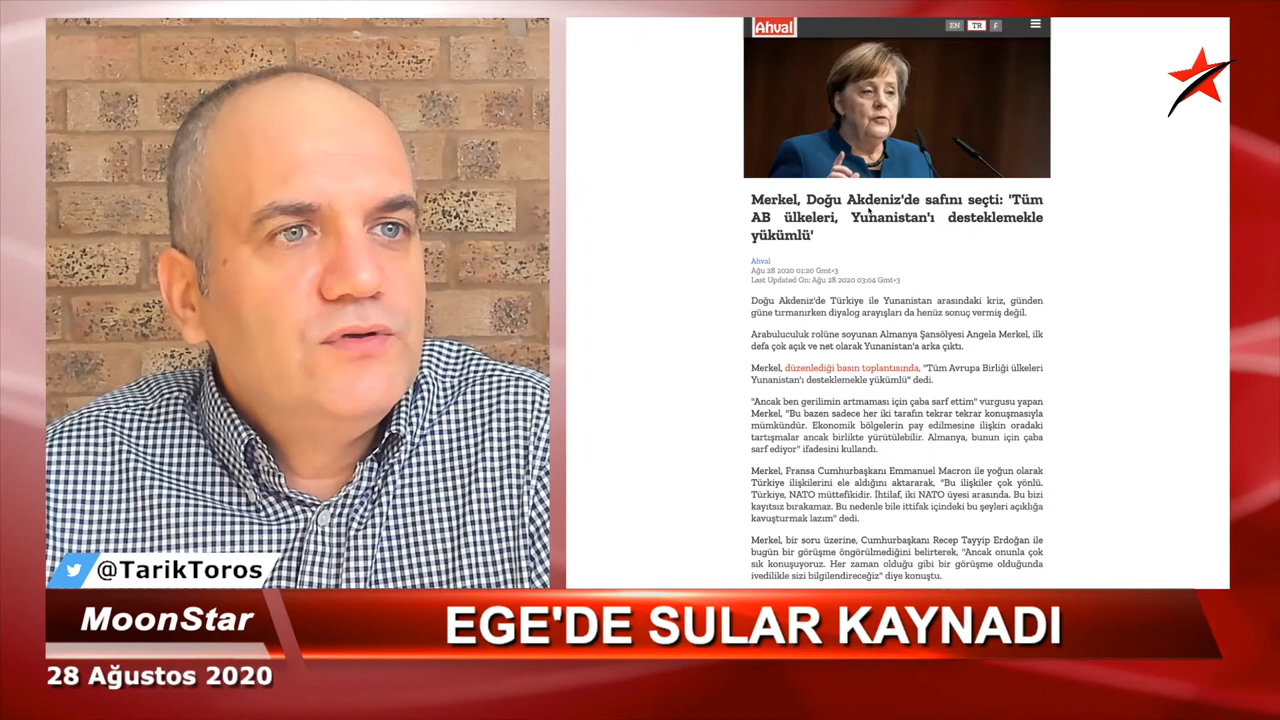 Ahval
EN TR ع
Merkel, Doğu Akdeniz'de safını seçti: 'Tüm
AB ülkeleri, Yunanistan'ı desteklemekle
yükümlü'
Ahval
Ağu 28 2020 01:20 Gmt+3
Last Updated On: Ağu 28 2020 03:04 Gmt+3
Doğu Akdeniz'de Türkiye ile Yunanistan arasındaki kriz, günden
güne tırmanırken diyalog arayışları da henüz sonuç vermiş değil.
Arabuluculuk rolüne soyunan Almanya Şansölyesi Angela Merkel, ilk
defa çok açık ve net olarak Yunanistan'a arka çıktı.
Merkel, düzenlediği basın toplantısında, "Tüm Avrupa Birliği ülkeleri
Yunanistan'ı desteklemekle yükümlü" dedi.
"Ancak ben gerilimin artmaması için çaba sarf ettim" vurgusu yapan
Merkel, "Bu bazen sadece her iki tarafın tekrar tekrar konuşmasıyla
mümkündür. Ekonomik bölgelerin pay edilmesine ilişkin oradaki
tartışmalar ancak birlikte yürütülebilir. Almanya, bunun için çaba
sarf ediyor" ifadesini kullandı.
Merkel, Fransa Cumhurbaşkanı Emmanuel Macron ile yoğun olarak
Türkiye ilişkilerini ele aldığını aktararak, "Bu ilişkiler çok yönlü.
Türkiye, NATO müttefikidir. İhtilaf, iki NATO üyesi arasında. Bu bizi
kayıtsız bırakamaz. Bu nedenle bile ittifak içindeki bu şeyleri açıklığa
kavuşturmak lazım" dedi.
Merkel, bir soru üzerine, Cumhurbaşkanı Recep Tayyip Erdoğan ile
bugün bir görüşme öngörülmediğini belirterek, "Ancak onunla çok
sık konuşuyoruz. Her zaman olduğu gibi bir görüşme olduğunda
ivedilikle sizi bilgilendireceğiz" diye konuştu.
@TarikToros
MoonStar
EGE'DE SULAR KAYNADI
28 Ağustos 2020